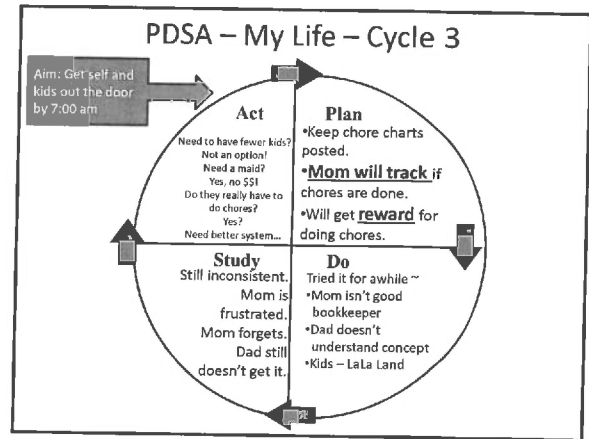 PDSA – My Life – Cycle 3
Aim: Get self and
kids out the door
by 7:00 am
Act
Need to have fewer kids?
Not an option!
Need a maid?
Yes, no $$!
Do they really have to
do chores?
Yes?
Need better system...
Plan
•Keep chore charts
posted.
•Mom will track if
chores are done.
•Will get reward for
doing chores.
Study
Still inconsistent.
Mom is
frustrated.
Mom forgets.
Dad still
doesn't get it.
Do
Tried it for awhile ~
•Mom isn't good
bookkeeper
•Dad doesn't
understand concept
•Kids – LaLa Land